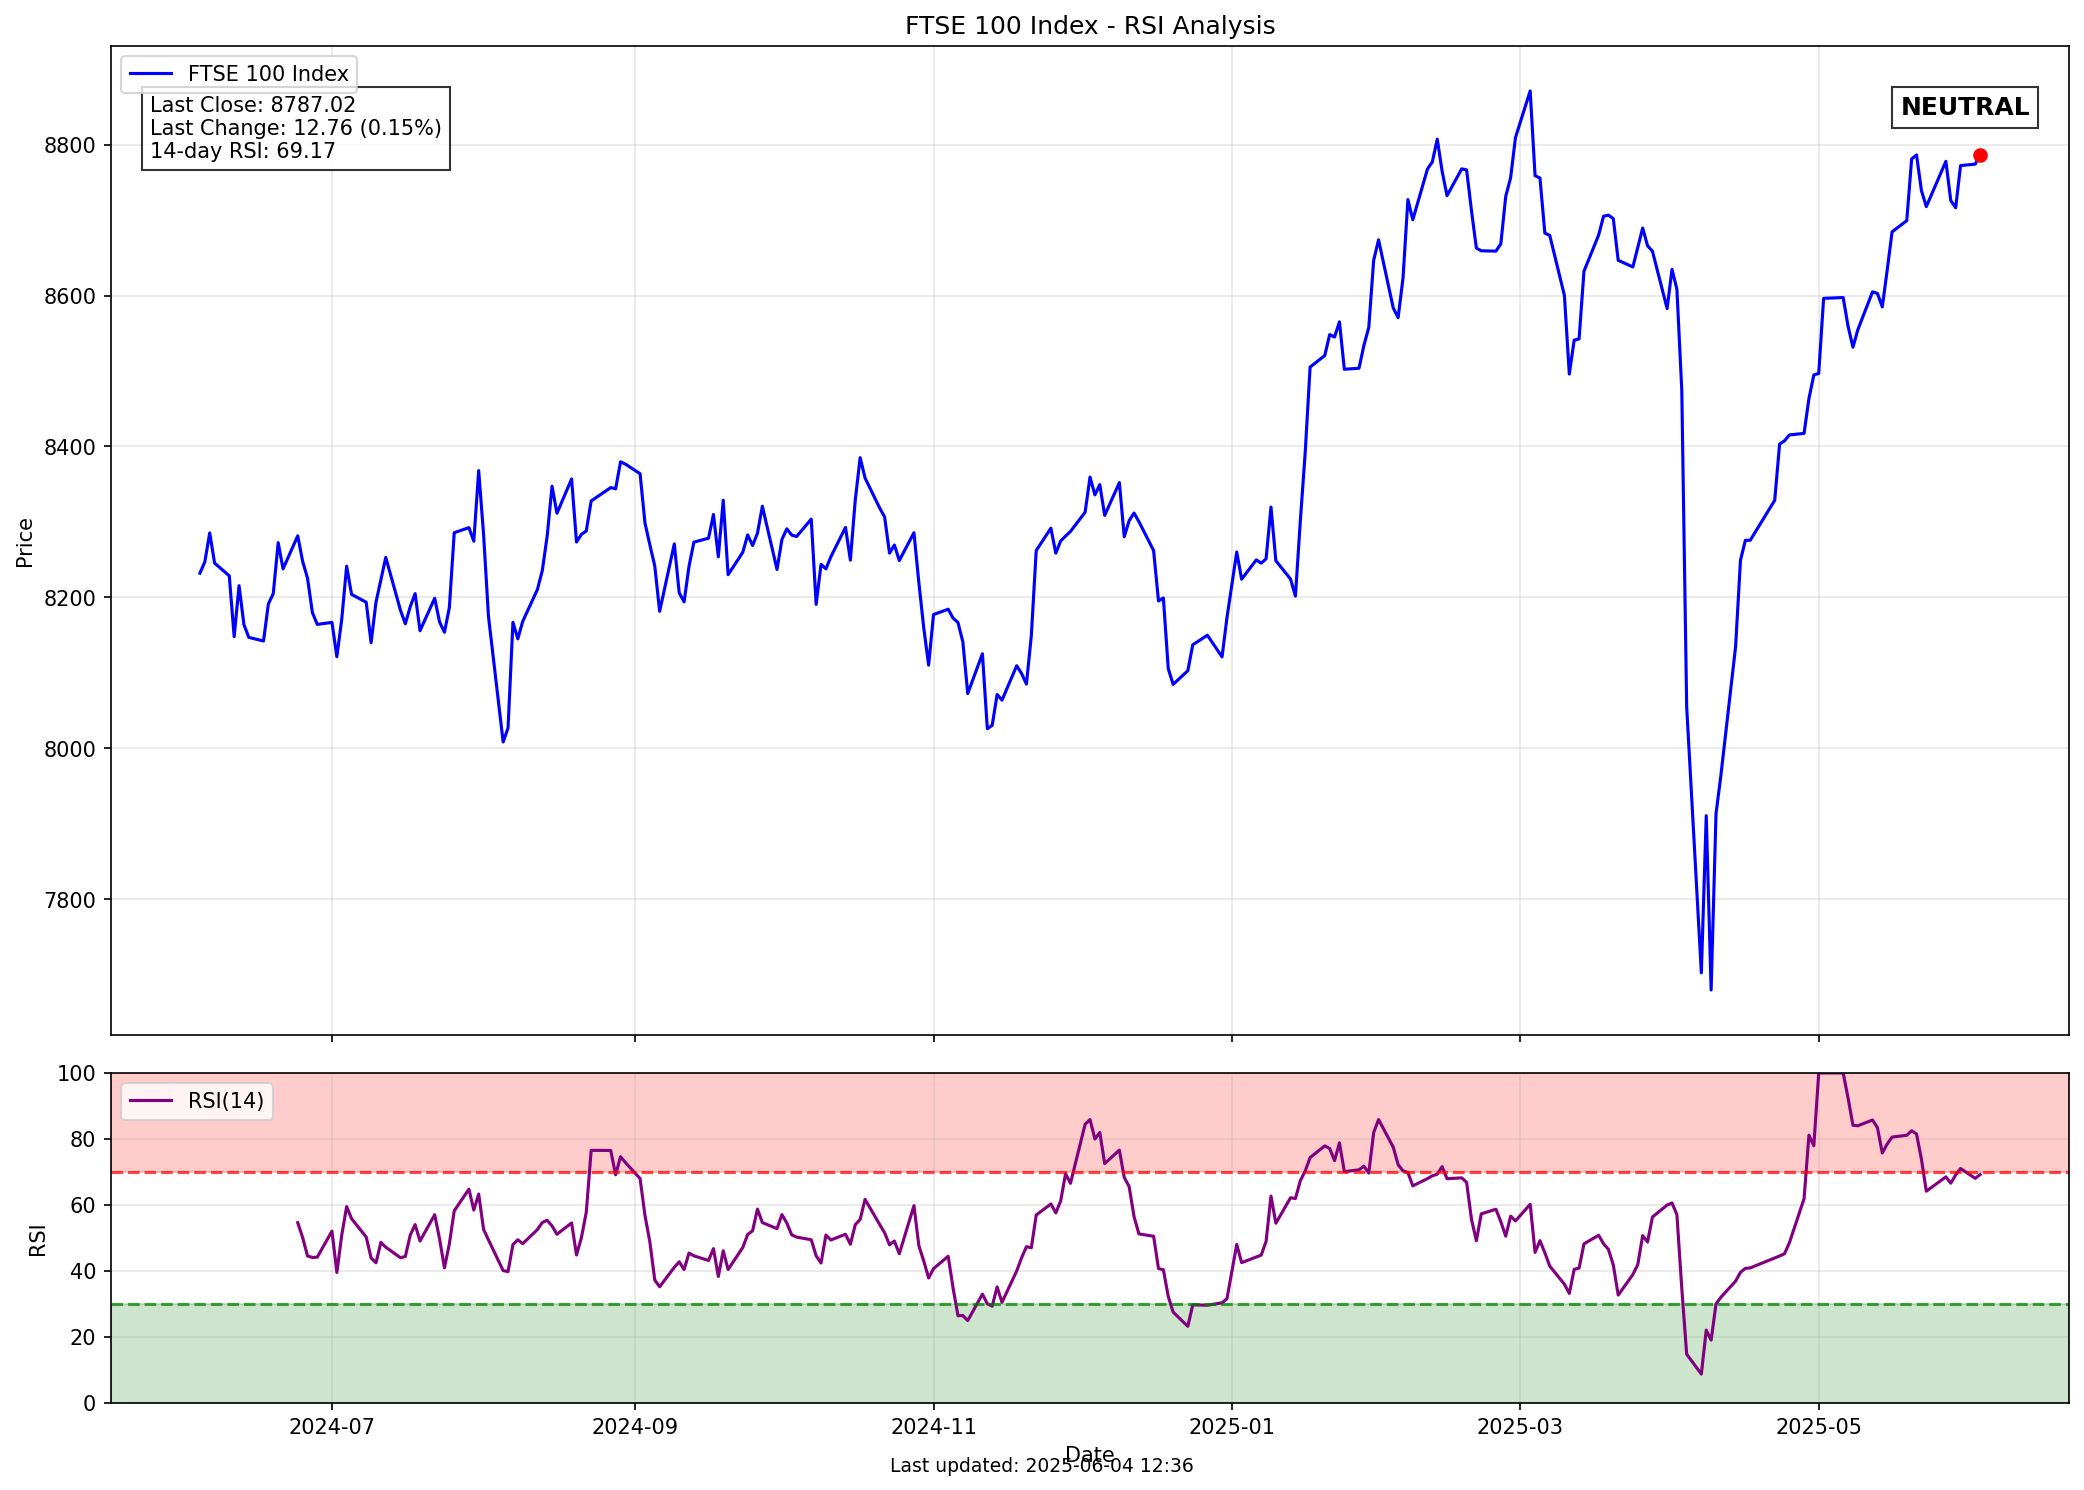 FTSE 100 Index - RSI Analysis
FTSE 100 Index
Last Close: 8787.02
Last Change: 12.76 (0.15%)
14-day RSI: 69.17
NEUTRAL
Price
8800
8600
8400
8200
8000
7800
RSI(14)
RSI
100
80
60
40
20
0
2024-07
2024-09
2024-11
2025-01
2025-03
2025-05
Date
Last updated: 2025-06-04 12:36